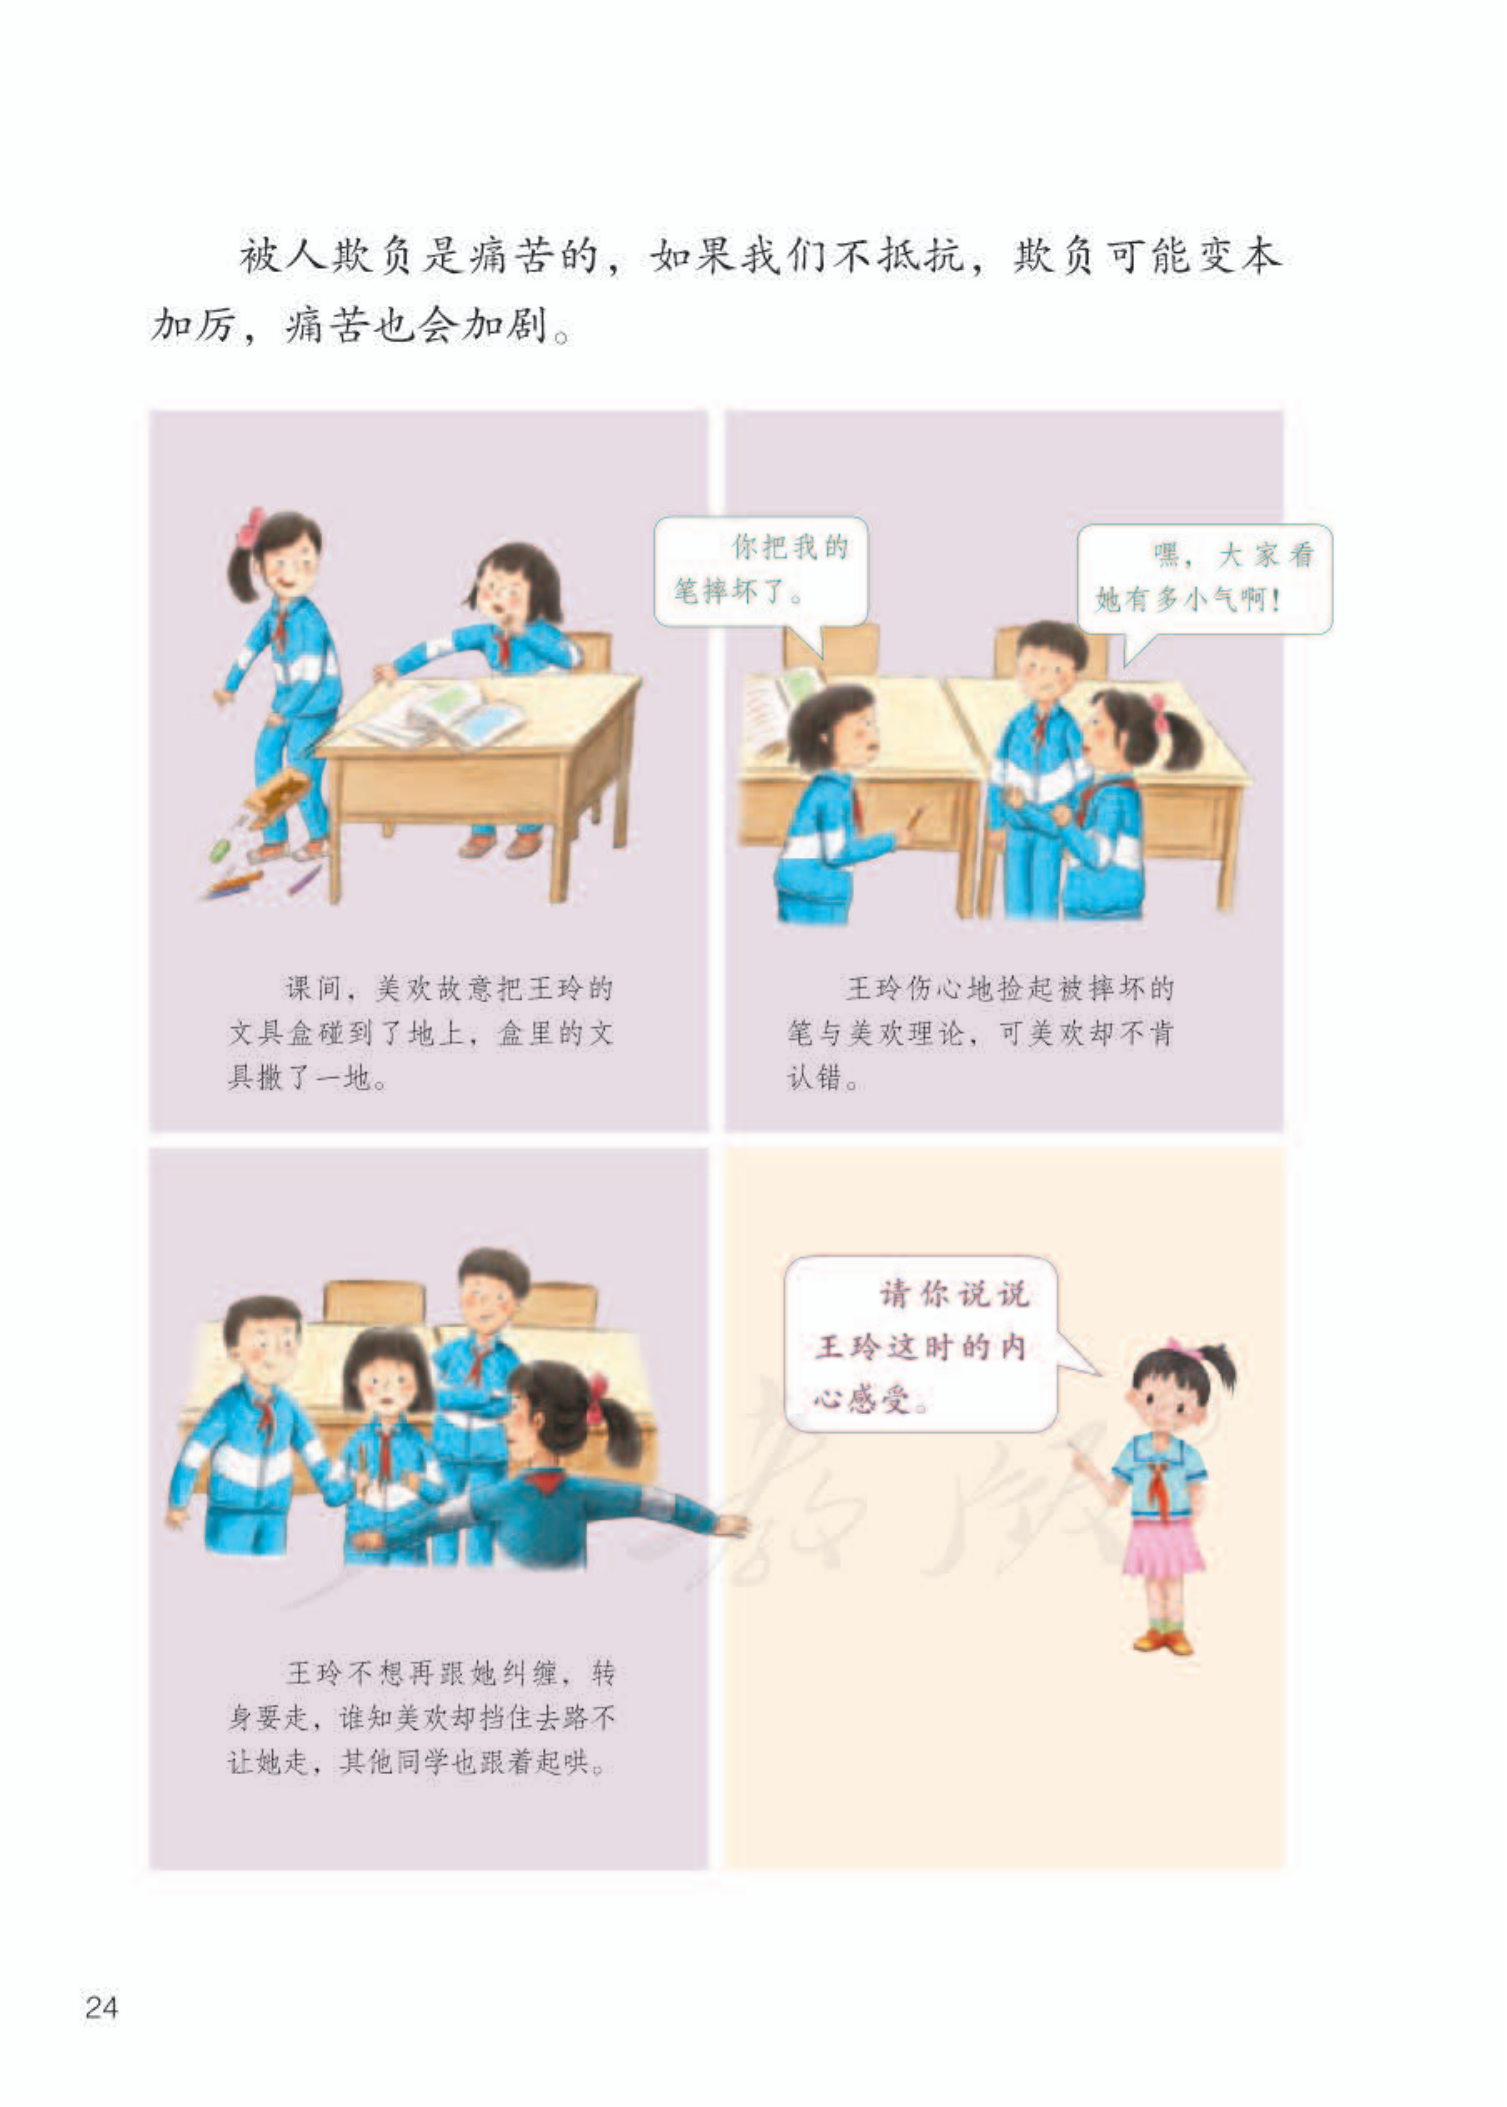 被人欺负是痛苦的，如果我们不抵抗，欺负可能变本
加厉，痛苦也会加剧。
你把我的
笔摔坏了。
嘿，大家看
她有多小气啊！
课间，美欢故意把王玲的
文具盒碰到了地上，盒里的文
具撒了一地。
王玲伤心地捡起被摔坏的
笔与美欢理论，可美欢却不肯
认错。
请你说说
王玲这时的内
心感受。
王玲不想再跟她纠缠，转
身要走，谁知美欢却挡住去路不
让她走，其他同学也跟着起哄。
24